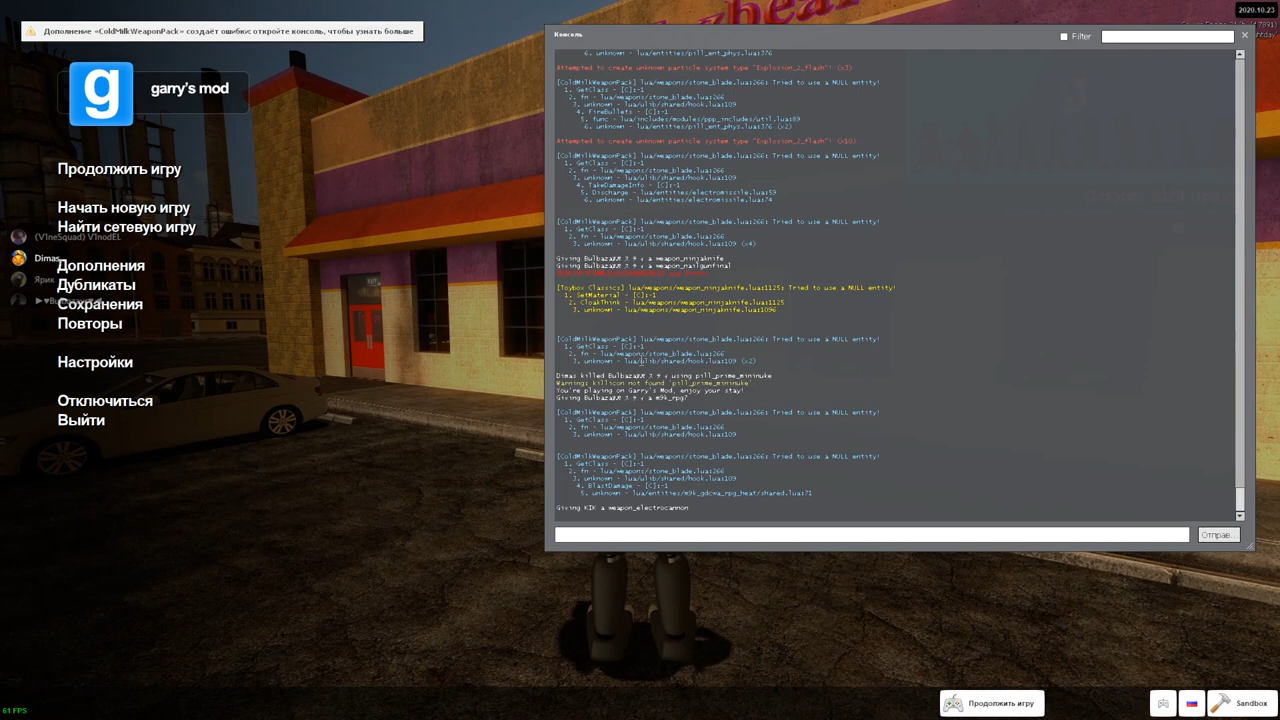 2020.10.23
Дополнение «ColdMilkWeaponPack» создаёт ошибки: откройте консоль, чтобы узнать больше
garry's mod
Продолжить игру
Начать новую игру
Найти сетевую игру
(V1neSquad) V1nodEL
Dimas
Дополнения
Ярик
Дубликаты
Сохранения
Повторы
Настройки
Отключиться
Выйти
Консоль
Filter
6. unknown - lua/entities/pill_ent_phys.lua:376
Attempted to create unknown particle system type "Explosion_2_flash"! (x3)
[ColdMilkWeaponPack] lua/weapons/stone_blade.lua:266: Tried to use a NULL entity!
1. GetClass - [C]:-1
2. fn - lua/weapons/stone_blade.lua:266
3. unknown - lua/ulib/shared/hook.lua:109
4. FireBullets - [C]:-1
5. func - lua/includes/modules/ppp_includes/util.lua:89
6. unknown - lua/entities/pill_ent_phys.lua:376 (x2)
Attempted to create unknown particle system type "Explosion_2_flash"! (x10)
[ColdMilkWeaponPack] lua/weapons/stone_blade.lua:266: Tried to use a NULL entity!
1. GetClass - [C]:-1
2. fn - lua/weapons/stone_blade.lua:266
3. unknown - lua/ulib/shared/hook.lua:109
4. TakeDamageInfo - [C]:-1
5. Discharge - lua/entities/electromissile.lua:59
6. unknown - lua/entities/electromissile.lua:74
[ColdMilkWeaponPack] lua/weapons/stone_blade.lua:266: Tried to use a NULL entity!
1. GetClass - [C]:-1
2. fn - lua/weapons/stone_blade.lua:266
3. unknown - lua/ulib/shared/hook.lua:109 (x4)
Giving a weapon_ninjaknife
Giving a weapon_railgunfinal
[Toybox Classics] lua/weapons/weapon_ninjaknife.lua:1125: Tried to use a NULL entity!
1. SetMaterial - [C]:-1
2. CloakThink - lua/weapons/weapon_ninjaknife.lua:1125
3. unknown - lua/weapons/weapon_ninjaknife.lua:1096
[ColdMilkWeaponPack] lua/weapons/stone_blade.lua:266: Tried to use a NULL entity!
1. GetClass - [C]:-1
2. fn - lua/weapons/stone_blade.lua:266
3. unknown - lua/ulib/shared/hook.lua:109 (x2)
Dimas killed using pill_prime_mininuke
Warning: killicon not found 'pill_prime_mininuke'
You're playing on Garry's Mod, enjoy your stay!
Giving a m9k_rpg7
[ColdMilkWeaponPack] lua/weapons/stone_blade.lua:266: Tried to use a NULL entity!
1. GetClass - [C]:-1
2. fn - lua/weapons/stone_blade.lua:266
3. unknown - lua/ulib/shared/hook.lua:109
[ColdMilkWeaponPack] lua/weapons/stone_blade.lua:266: Tried to use a NULL entity!
1. GetClass - [C]:-1
2. fn - lua/weapons/stone_blade.lua:266
3. unknown - lua/ulib/shared/hook.lua:109
4. BlastDamage - [C]:-1
5. unknown - lua/entities/m9k_gdcwa_rpg_heat/shared.lua:71
Giving KIK a weapon_electrocannon
Отправ...
61 FPS
Продолжить игру
Sandbox